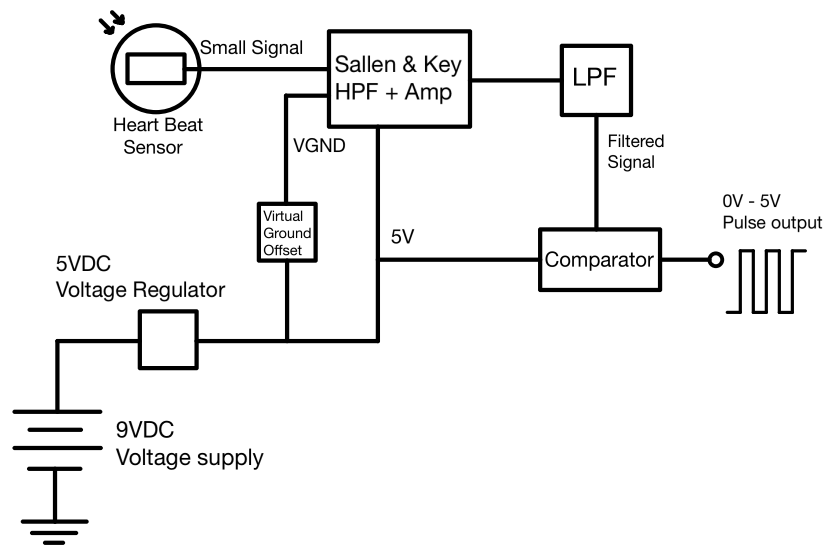 Small Signal
Heart Beat
Sensor
Sallen & Key
HPF + Amp
LPF
VGND
Filtered
Signal
Virtual
Ground
Offset
5V
Comparator
0V - 5V
Pulse output
5VDC
Voltage Regulator
9VDC
Voltage supply